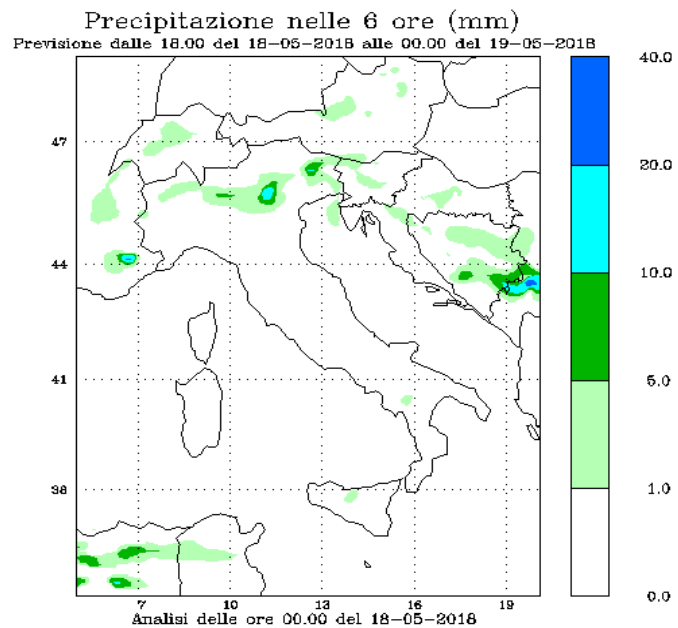 Precipitazione nelle 6 ore (mm)
Previsione dalle 18.00 del 18-05-2018 alle 00.00 del 19-05-2018
40.0
47
20.0
44
10.0
41
5.0
38
1.0
0.0
7 10 13 16 19
Analisi delle ore 00.00 del 18-05-2018